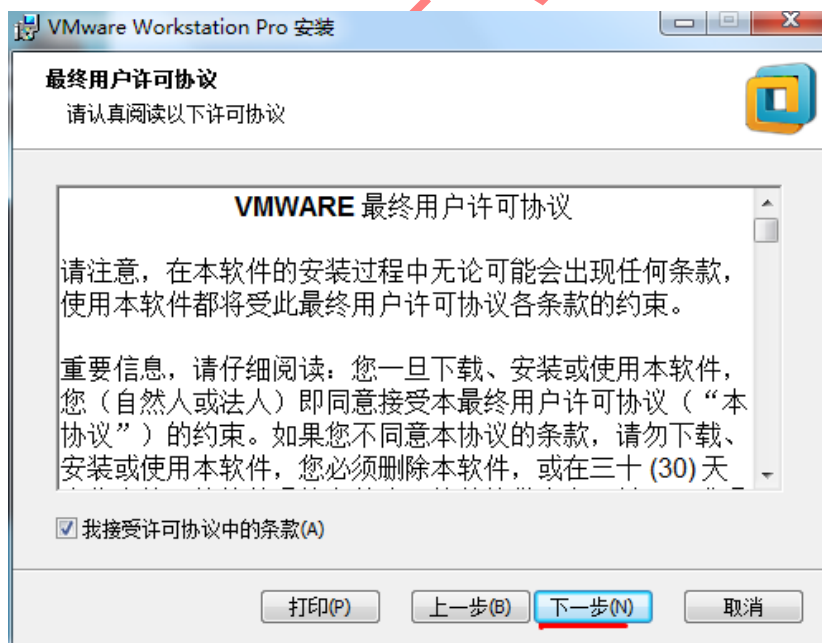 VMware Workstation Pro 安装
最终用户许可协议
请认真阅读以下许可协议
VMWARE 最终用户许可协议
请注意，在本软件的安装过程中无论可能会出现任何条款，
使用本软件都将受此最终用户许可协议各条款的约束。
重要信息，请仔细阅读：您一旦下载、安装或使用本软件，
您（自然人或法人）即同意接受本最终用户许可协议（“本
协议”）的约束。如果您不同意本协议的条款，请勿下载、
安装或使用本软件，您必须删除本软件，或在三十 (30) 天
我接受许可协议中的条款(A)
打印(P) 上一步(B) 下一步(N) 取消